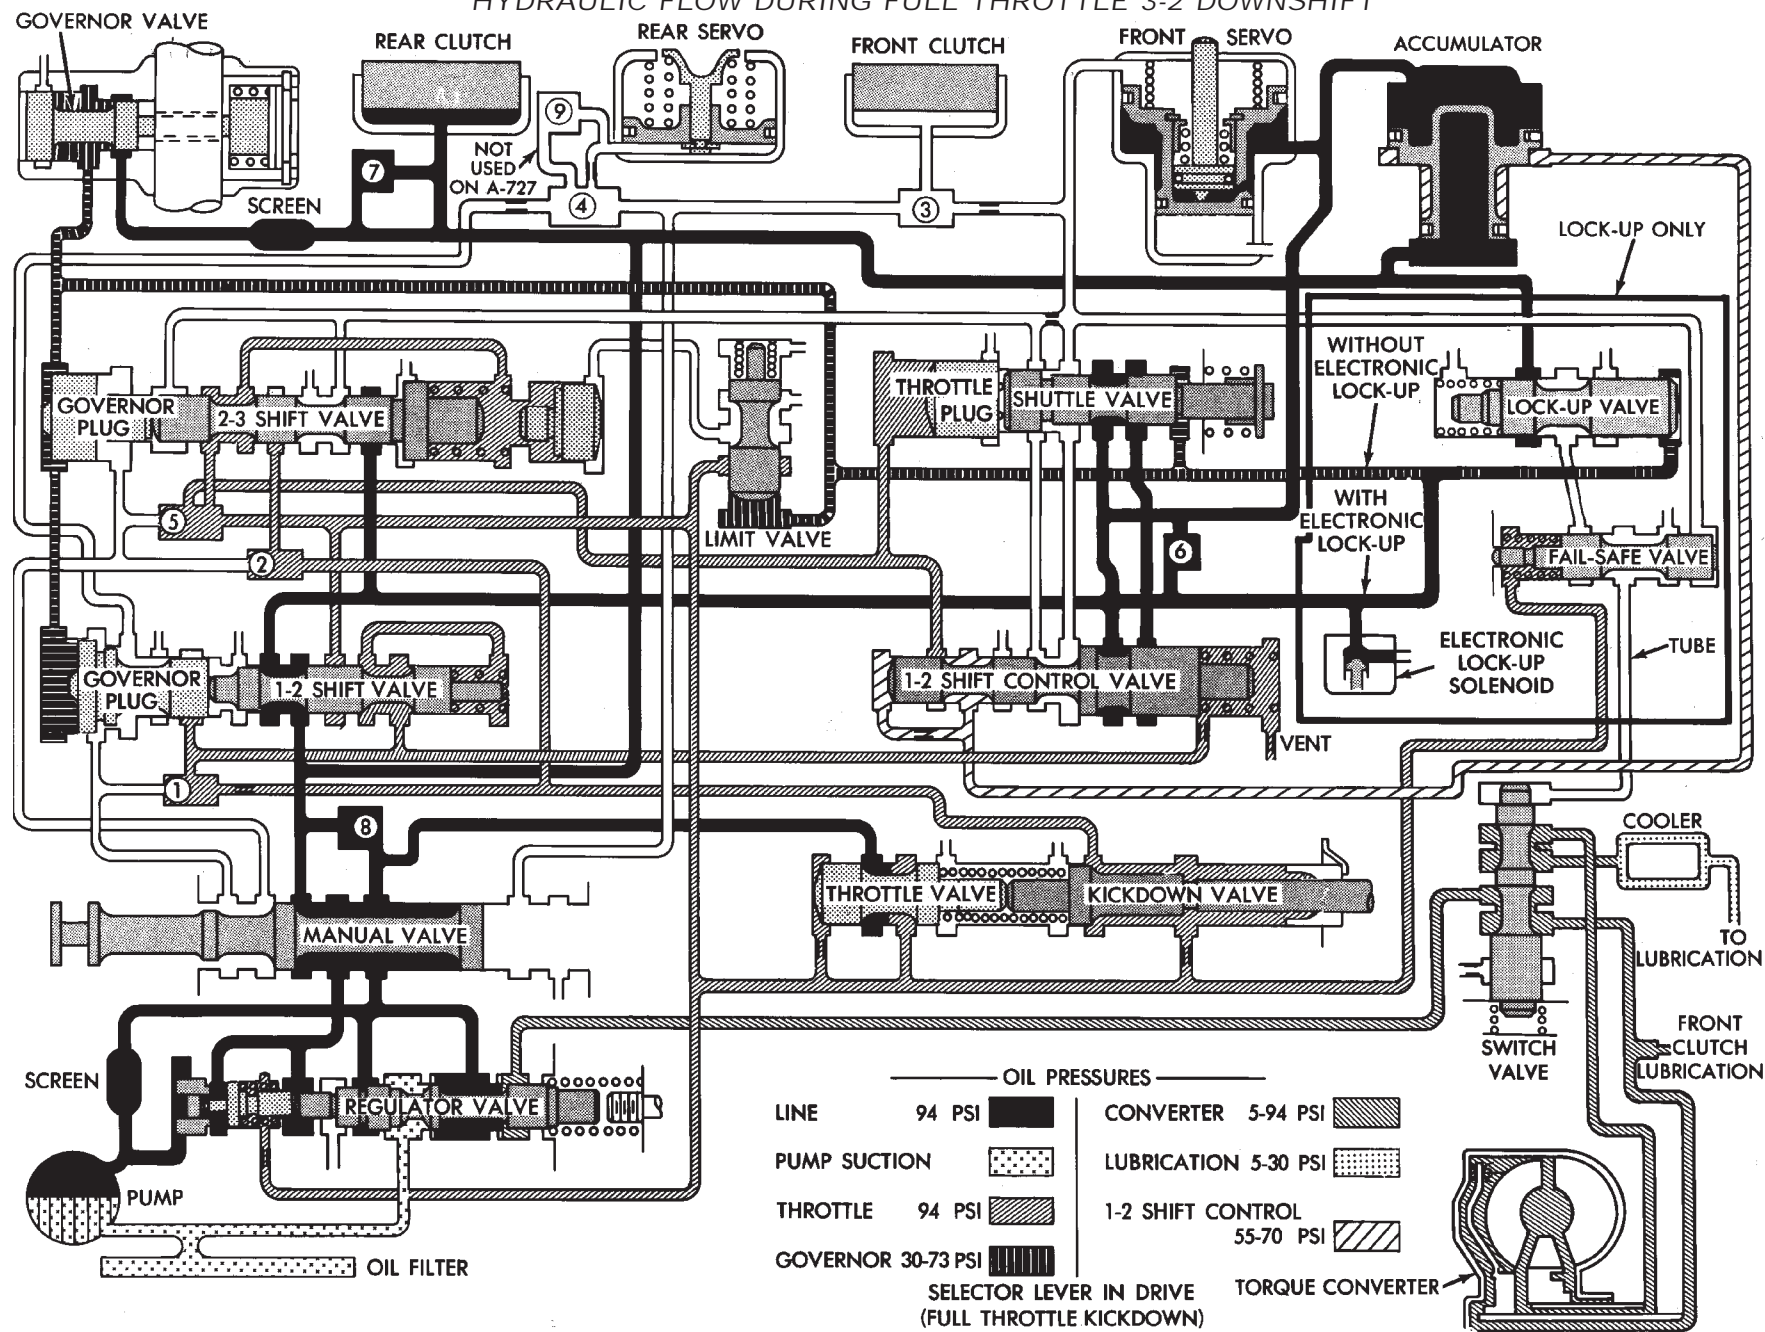 HYDRAULIC FLOW DURING FULL THROTTLE 3-2 DOWNSHIFT
GOVERNOR VALVE
REAR CLUTCH
REAR SERVO
FRONT CLUTCH
FRONT SERVO
ACCUMULATOR
9
7
NOT
USED
ON A-727
SCREEN
4
3
LOCK-UP ONLY
WITHOUT
ELECTRONIC
LOCK-UP
GOVERNOR
PLUG
2-3 SHIFT VALVE
THROTTLE
PLUG
SHUTTLE VALVE
LOCK-UP VALVE
WITH
ELECTRONIC
LOCK-UP
5
LIMIT VALVE
6
2
FAIL-SAFE VALVE
GOVERNOR
PLUG
1-2 SHIFT VALVE
1-2 SHIFT CONTROL VALVE
ELECTRONIC
LOCK-UP
SOLENOID
TUBE
VENT
1
8
COOLER
THROTTLE VALVE
KICKDOWN VALVE
MANUAL VALVE
TO
LUBRICATION
SCREEN
REGULATOR VALVE
SWITCH
VALVE
FRONT
CLUTCH
LUBRICATION
PUMP
OIL FILTER
OIL PRESSURES
LINE 94 PSI
PUMP SUCTION
THROTTLE 94 PSI
GOVERNOR 30-73 PSI
CONVERTER 5-94 PSI
LUBRICATION 5-30 PSI
1-2 SHIFT CONTROL
55-70 PSI
SELECTOR LEVER IN DRIVE
(FULL THROTTLE KICKDOWN)
TORQUE CONVERTER